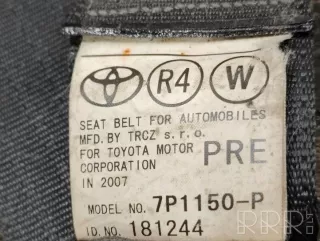 R4 W
SEAT BELT FOR AUTOMOBILES
MFD. BY TRCZ s.r.o.
FOR TOYOTA MOTOR
CORPORATION
PRE
IN 2007
MODEL NO. 7P1150-P
ID.NO. 181244
RRR